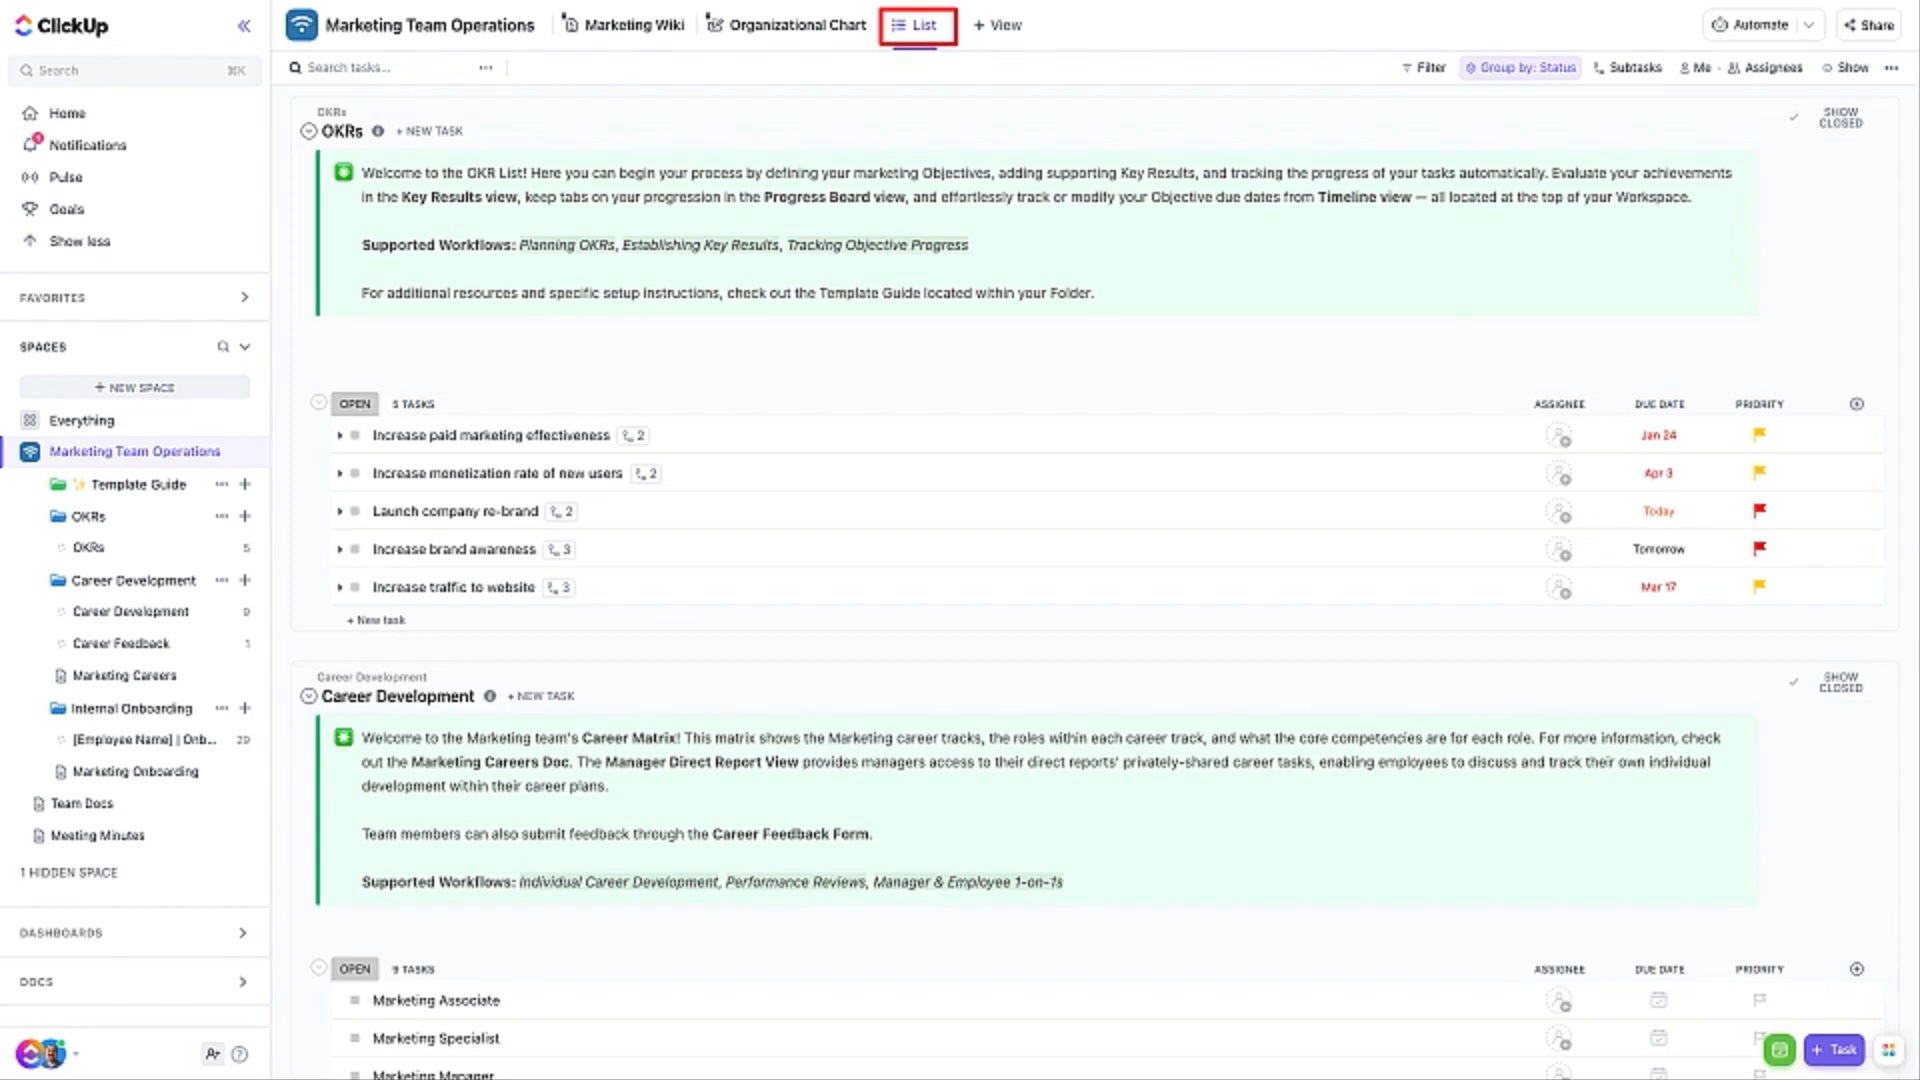 ClickUp
Search
⌘K
Home
Notifications
Pulse
Goals
Show less
FAVORITES
SPACES
+ NEW SPACE
Everything
Marketing Team Operations
✨ Template Guide
OKRs
OKRs 5
Career Development
Career Development 9
Career Feedback 1
Marketing Careers
Internal Onboarding
[Employee Name] | Onb...
Marketing Onboarding
Team Docs
Meeting Minutes
1 HIDDEN SPACE
DASHBOARDS
DOCS
Marketing Team Operations
Marketing Wiki
Organizational Chart
List
+ View
Automate
Share
Search tasks...
Filter
Group by: Status
Subtasks
Me
Assignees
Show
OKRs
OKRs
+ NEW TASK
SHOW
CLOSED
Welcome to the OKR List! Here you can begin your process by defining your marketing Objectives, adding supporting Key Results, and tracking the progress of your tasks automatically. Evaluate your achievements
in the Key Results view, keep tabs on your progression in the Progress Board view, and effortlessly track or modify your Objective due dates from Timeline view — all located at the top of your Workspace.
Supported Workflows: Planning OKRs, Establishing Key Results, Tracking Objective Progress
For additional resources and specific setup instructions, check out the Template Guide located within your Folder.
OPEN 5 TASKS ASSIGNEE DUE DATE PRIORITY
Increase paid marketing effectiveness 2 Jan 24
Increase monetization rate of new users 2 Apr 3
Launch company re-brand 2 Today
Increase brand awareness 3 Tomorrow
Increase traffic to website 3 Mar 17
+ New task
Career Development
Career Development
+ NEW TASK
SHOW
CLOSED
Welcome to the Marketing team's Career Matrix! This matrix shows the Marketing career tracks, the roles within each career track, and what the core competencies are for each role. For more information, check
out the Marketing Careers Doc. The Manager Direct Report View provides managers access to their direct reports' privately-shared career tasks, enabling employees to discuss and track their own individual
development within their career plans.
Team members can also submit feedback through the Career Feedback Form.
Supported Workflows: Individual Career Development, Performance Reviews, Manager & Employee 1-on-1s
OPEN 9 TASKS ASSIGNEE DUE DATE PRIORITY
Marketing Associate
Marketing Specialist
Marketing Manager
+ Task